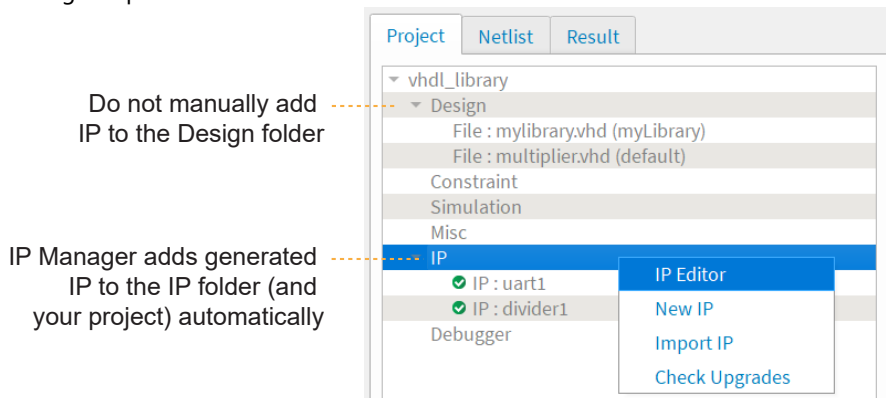 Project Netlist Result
vhdl_library
Do not manually add
IP to the Design folder
Design
File : mylibrary.vhd (myLibrary)
File : multiplier.vhd (default)
Constraint
Simulation
Misc
IP Manager adds generated
IP to the IP folder (and
your project) automatically
IP
IP : uart1
IP : divider1
Debugger
IP Editor
New IP
Import IP
Check Upgrades